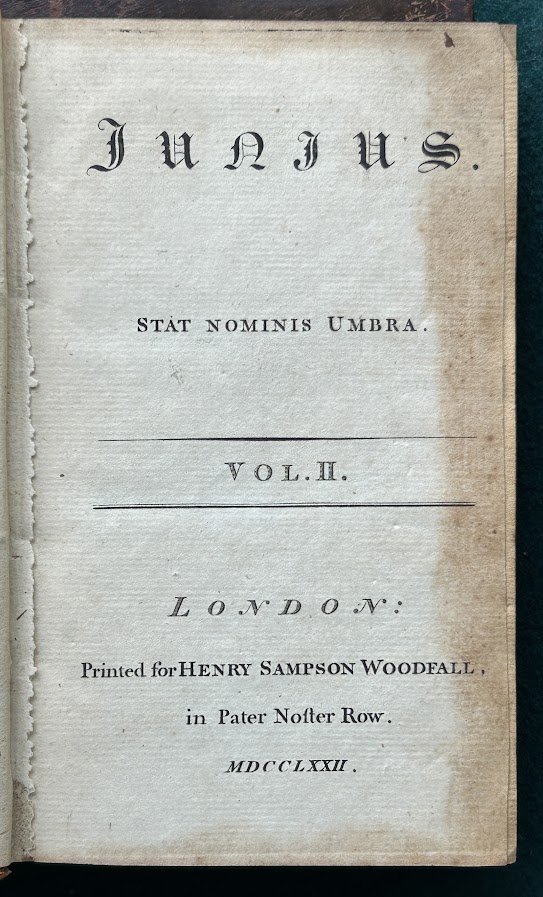 JUNIUS.
STAT NOMINIS UMBRA.
VOL. II.
LONDON:
Printed for HENRY SAMPSON WOODFALL,
in Pater Noſter Row.
MDCCLXXII.